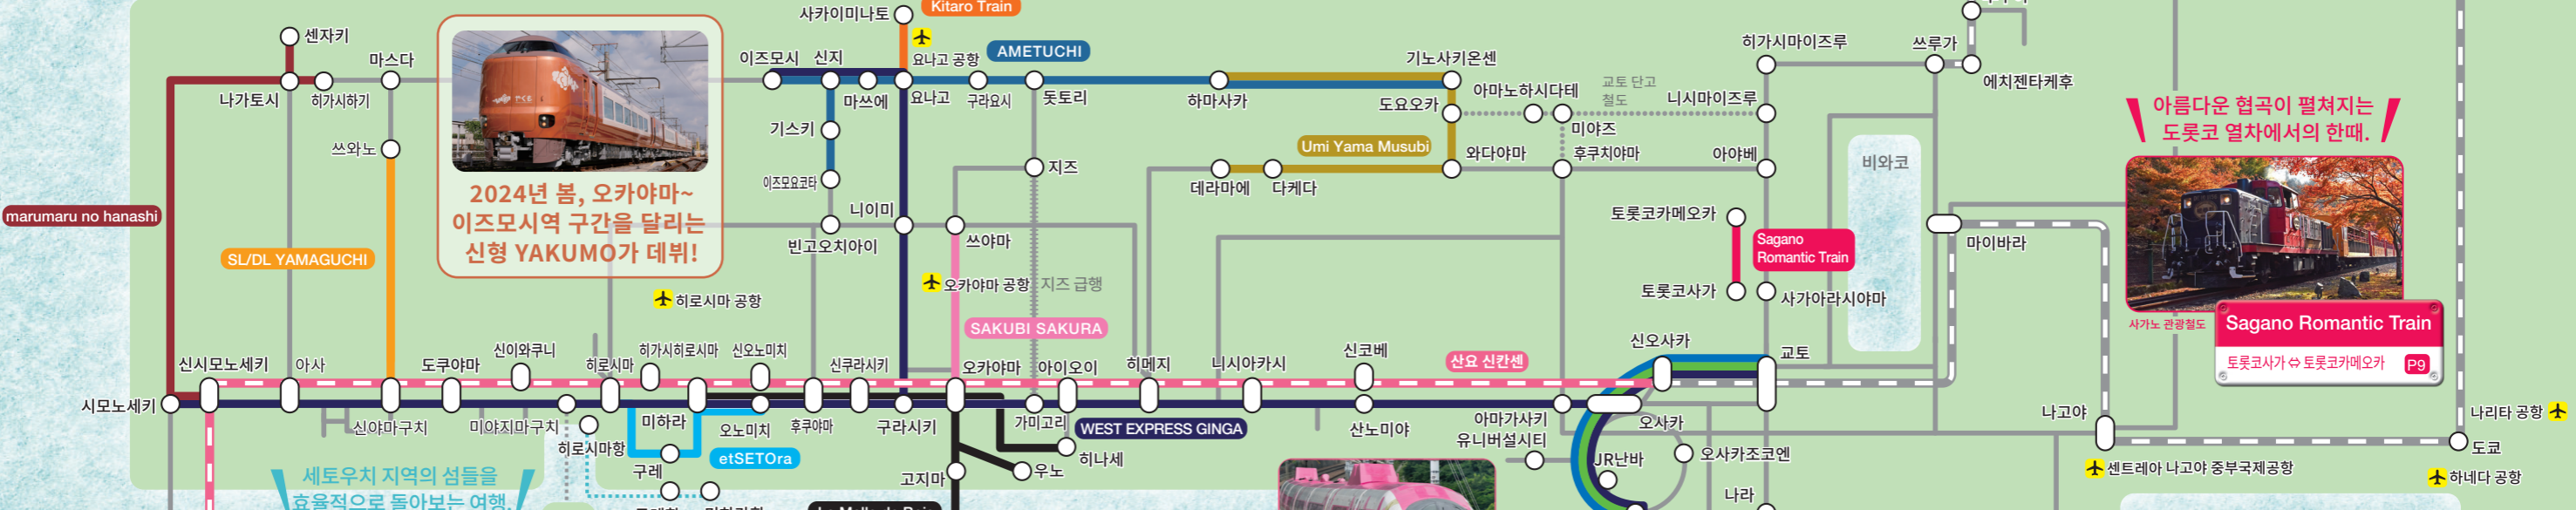 사카이미나토
Kitaro Train
센자키
마스다
나가토시
히가시하기
쓰와노
marumaru no hanashi
SL/DL YAMAGUCHI
2024년 봄, 오카야마~
이즈모시역 구간을 달리는
신형 YAKUMO가 데뷔!
이즈모시
신지
요나고 공항
AMETUCHI
마쓰에
요나고
구라요시
돗토리
하마사카
기노사키온센
기스키
이즈모요코타
니이미
빈고오치아이
쓰야마
지즈
오카야마 공항
지즈 급행
히로시마 공항
SAKUBI SAKURA
도요오카
아마노하시다테
교토 단고
철도
니시마이즈루
히가시마이즈루
쓰루가
에치젠타케후
미야즈
Umi Yama Musubi
와다야마
후쿠치야마
아야베
데라마에
다케다
비와코
토롯코카메오카
Sagano
Romantic Train
토롯코사가
사가아라시야마
마이바라
아름다운 협곡이 펼쳐지는
도롯코 열차에서의 한때.
사가노 관광철도
Sagano Romantic Train
토롯코사가 ⇔ 토롯코카메오카
P9
신시모노세키
아사
도쿠야마
신이와쿠니
히로시마
히가시히로시마
신오노미치
신쿠라시키
오카야마
아이오이
히메지
니시아카시
신코베
산요 신칸센
신오사카
교토
시모노세키
신야마구치
미야지마구치
히로시마항
미하라
오노미치
후쿠야마
구라시키
가미고리
WEST EXPRESS GINGA
산노미야
아마가사키
오사카
유니버설시티
JR난바
오사카조코엔
나라
구레
etSETOra
고지마
우노
히나세
세토우치 지역의 섬들을
효율적으로 돌아보는 여행.
나고야
센트레아 나고야 중부국제공항
나리타 공항
도쿄
하네다 공항